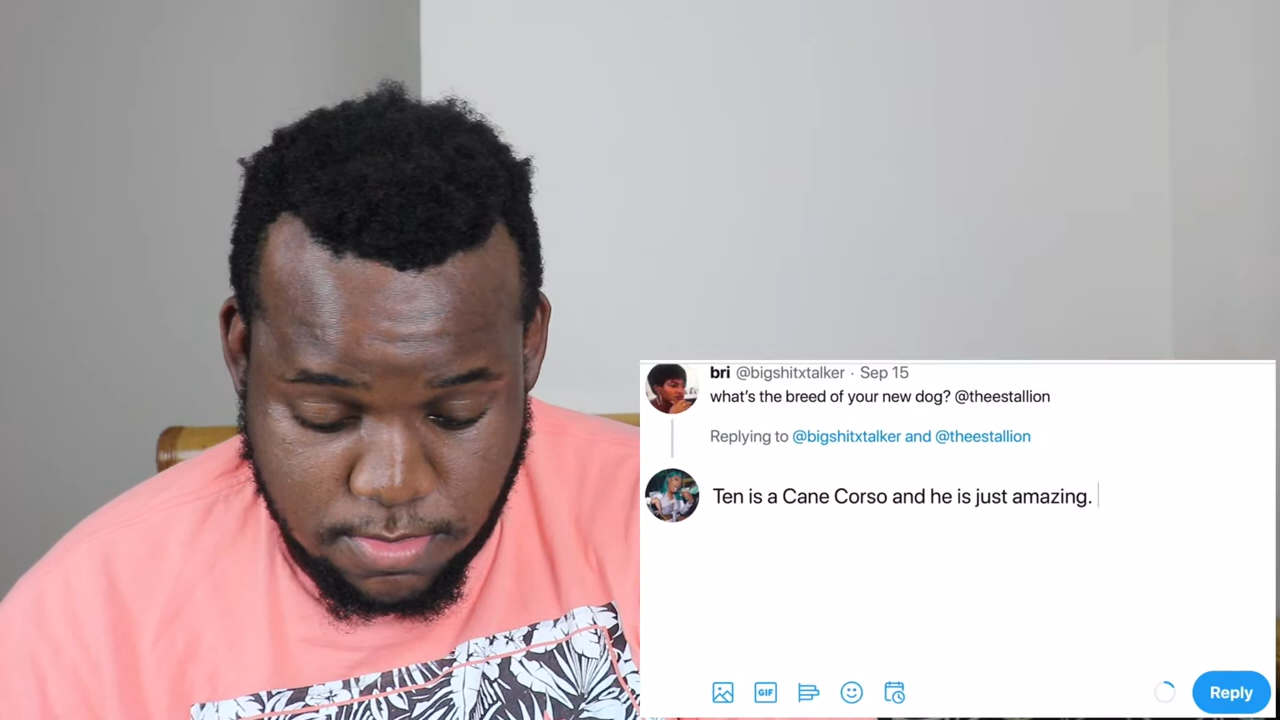 bri @bigshitxtalker · Sep 15
what's the breed of your new dog? @theestallion
Replying to @bigshitxtalker and @theestallion
Ten is a Cane Corso and he is just amazing.
GIF
Reply